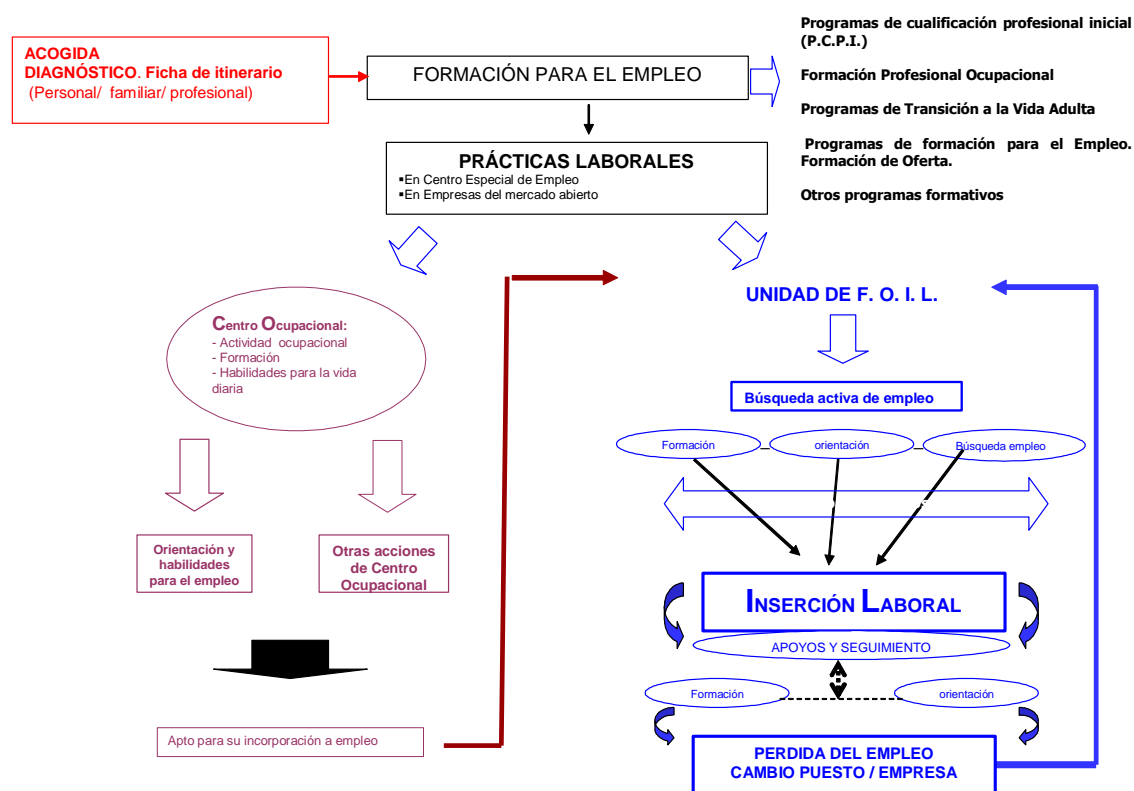 ACOGIDA
DIAGNÓSTICO. Ficha de itinerario
(Personal/ familiar/ profesional)
FORMACIÓN PARA EL EMPLEO
Programas de cualificación profesional inicial
(P.C.P.I.)
Formación Profesional Ocupacional
Programas de Transición a la Vida Adulta
Programas de formación para el Empleo.
Formación de Oferta.
Otros programas formativos
PRÁCTICAS LABORALES
▪En Centro Especial de Empleo
▪En Empresas del mercado abierto
Centro Ocupacional:
- Actividad ocupacional
- Formación
- Habilidades para la vida
diaria
Orientación y
habilidades
para el empleo
Otras acciones
de Centro
Ocupacional
Apto para su incorporación a empleo
UNIDAD DE F. O. I. L.
Búsqueda activa de empleo
Formación
orientación
Búsqueda empleo
INSERCIÓN LABORAL
APOYOS Y SEGUIMIENTO
Formación
orientación
PERDIDA DEL EMPLEO
CAMBIO PUESTO / EMPRESA